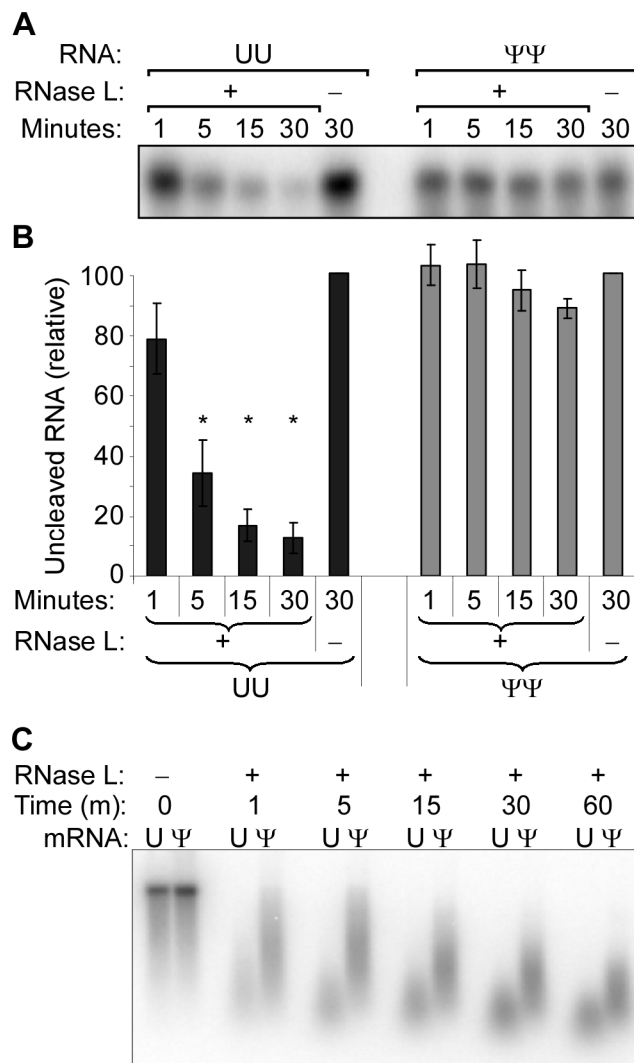 A
RNA: UU ΨΨ
RNase L: + – + –
Minutes: 1 5 15 30 30 1 5 15 30 30
B
Uncleaved RNA (relative)
100
80
60
40
20
0
* * *
Minutes: 1 5 15 30 30 1 5 15 30 30
RNase L: + – + –
UU ΨΨ
C
RNase L: – + + + + +
Time (m): 0 1 5 15 30 60
mRNA: U Ψ U Ψ U Ψ U Ψ U Ψ U Ψ